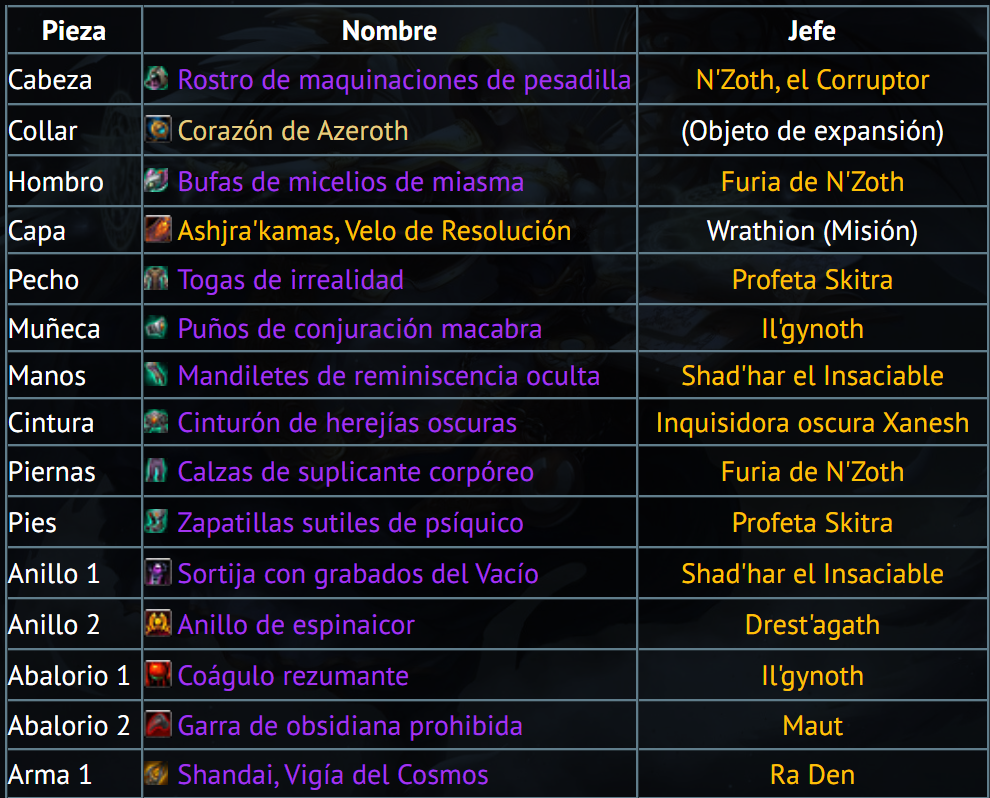 Pieza Nombre Jefe
Cabeza Rostro de maquinaciones de pesadilla N'Zoth, el Corruptor
Collar Corazón de Azeroth (Objeto de expansión)
Hombro Bufas de micelios de miasma Furia de N'Zoth
Capa Ashjra'kamas, Velo de Resolución Wrathion (Misión)
Pecho Togas de irrealidad Profeta Skitra
Muñeca Puños de conjuración macabra Il'gynoth
Manos Mandiletes de reminiscencia oculta Shad'har el Insaciable
Cintura Cinturón de herejías oscuras Inquisidora oscura Xanesh
Piernas Calzas de suplicante corpóreo Furia de N'Zoth
Pies Zapatillas sutiles de psíquico Profeta Skitra
Anillo 1 Sortija con grabados del Vacío Shad'har el Insaciable
Anillo 2 Anillo de espinaicor Drest'agath
Abalorio 1 Coágulo rezumante Il'gynoth
Abalorio 2 Garra de obsidiana prohibida Maut
Arma 1 Shandai, Vigía del Cosmos Ra Den